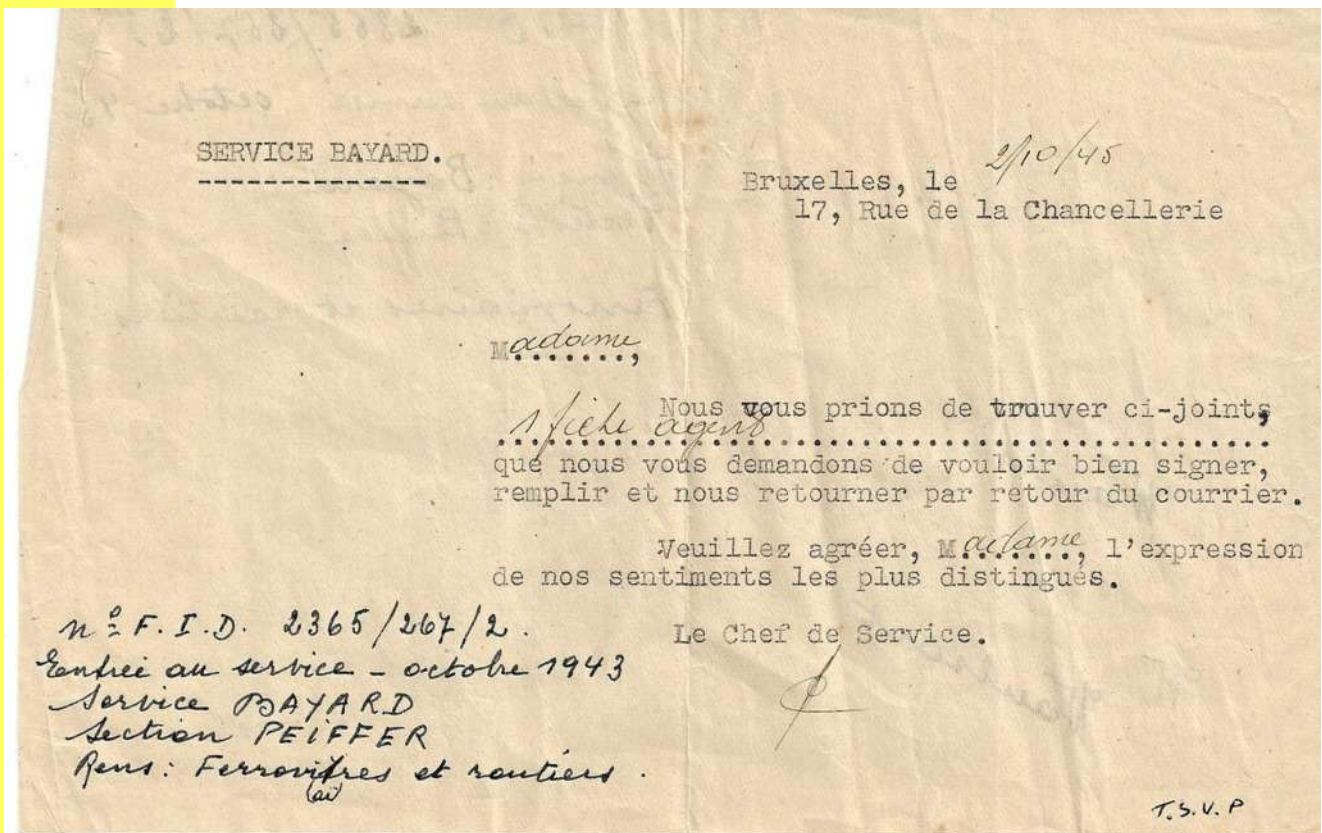 SERVICE BAYARD.
Bruxelles, le 2/10/45
17, Rue de la Chancellerie
Madame,
Nous vous prions de trouver ci-joints,
1 fiche agent
que nous vous demandons de vouloir bien signer,
remplir et nous retourner par retour du courrier.
Veuillez agréer, Madame, l'expression
de nos sentiments les plus distingués.
Le Chef de Service.
n° F.I.D. 2365/267/2.
Entrée au service - octobre 1943
Service BAYARD
Section PEIFFER
Rens: Ferroviaires et routiers.
T.S.V.P